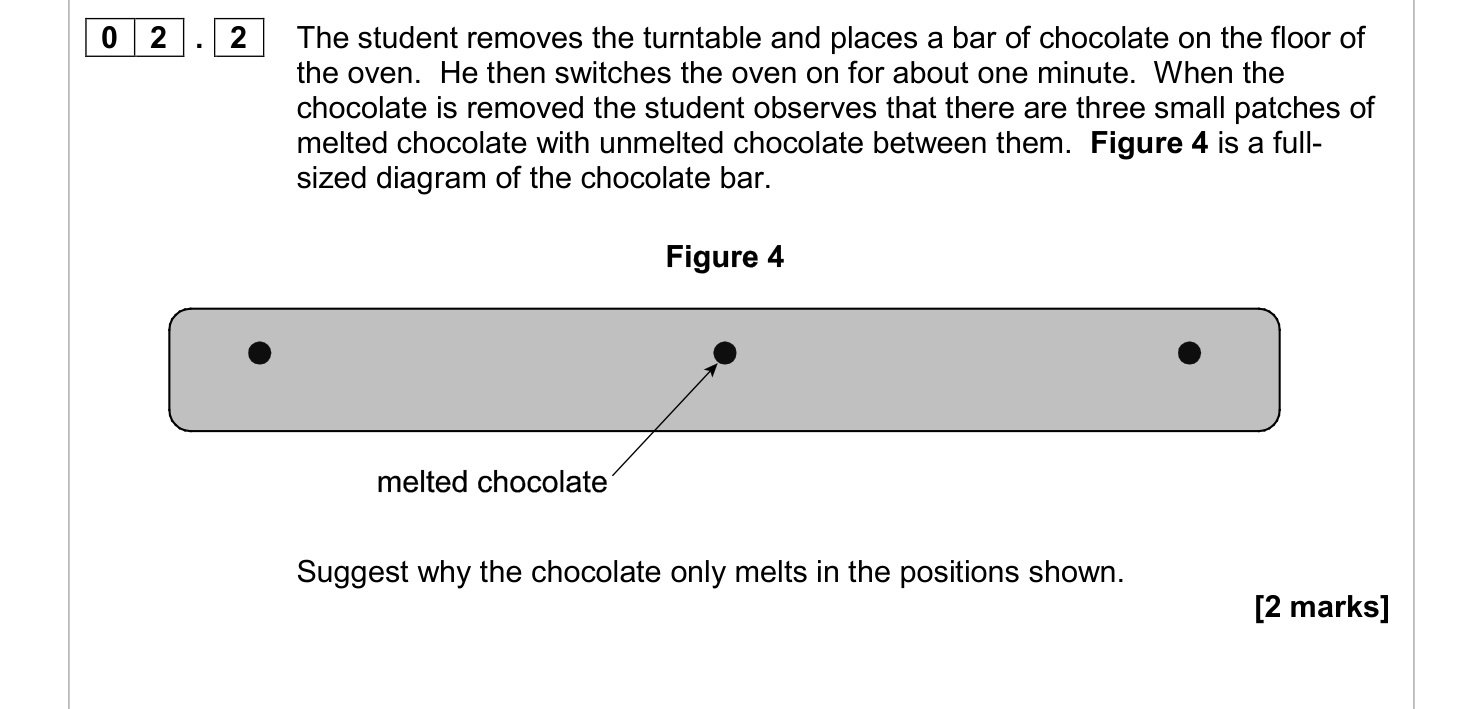 0 2 . 2 The student removes the turntable and places a bar of chocolate on the floor of
the oven. He then switches the oven on for about one minute. When the
chocolate is removed the student observes that there are three small patches of
melted chocolate with unmelted chocolate between them. Figure 4 is a full-
sized diagram of the chocolate bar.
Figure 4
melted chocolate
Suggest why the chocolate only melts in the positions shown.
[2 marks]